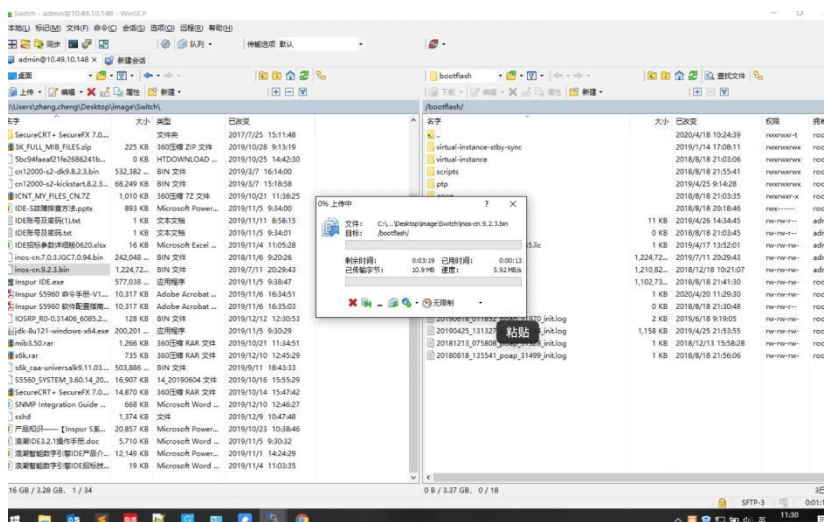 Switch - admin@10.49.10.148 - WinSCP
本地(L) 标记(M) 文件(F) 命令(C) 会话(S) 选项(O) 远程(R) 帮助(H)
同步 队列 传输选项 默认
admin@10.49.10.148 × 新建会话
桌面 bootflash 查找文件
上传 编辑 属性 新建 下载 编辑 属性 新建
:\Users\zhang.cheng\Desktop\image\Switch\ /bootflash/
名字 大小 类型 已改变
SecureCRT+ SecureFX 7.0.... 文件夹 2017/7/25 15:11:48
3K_FULL_MIB_FILES.zip 225 KB 360压缩 ZIP 文件 2019/10/28 9:13:19
5bc94faeaf21fe2686241b... 0 KB HTDOWNLOAD ... 2019/10/25 14:42:30
cn12000-s2-dk9.8.2.3.bin 532,382 ... BIN 文件 2019/3/7 16:14:00
cn12000-s2-kickstart.8.2.3... 68,249 KB BIN 文件 2019/3/7 15:18:58
ICNT_MY_FILES_CN.7Z 1,010 KB 360压缩 7Z 文件 2019/10/21 11:36:25
IDE-S故障排查方法.pptx 893 KB Microsoft Power... 2019/11/5 9:34:00
IDE账号及密码(1).txt 1 KB 文本文档 2019/11/11 8:58:15
IDE账号及密码.txt 1 KB 文本文档 2019/11/5 9:34:01
IDE招标参数详细版0620.xlsx 16 KB Microsoft Excel ... 2019/11/4 11:05:28
inos-cn.7.0.3.IGC7.0.94.bin 242,048 ... BIN 文件 2018/11/6 9:20:26
inos-cn.9.2.3.bin 1,224,72... BIN 文件 2019/7/11 20:29:43
Inspur IDE.exe 577,038 ... 应用程序 2019/11/5 9:38:47
Inspur S5960 命令手册-V1.... 10,317 KB Adobe Acrobat ... 2019/11/6 16:34:51
Inspur S5960 软件配置指南... 10,317 KB Adobe Acrobat ... 2019/11/6 16:35:03
IOSRP_R0-0.31406_6085.2... 128 KB BIN 文件 2019/12/12 12:30:53
jdk-8u121-windows-x64.exe 200,201 ... 应用程序 2019/11/5 9:30:29
mib3.50.rar 1,266 KB 360压缩 RAR 文件 2019/10/21 11:34:51
s6k.rar 735 KB 360压缩 RAR 文件 2019/12/10 12:45:29
s6k_caa-universalk9.11.03... 503,886 ... BIN 文件 2019/9/11 18:43:33
S5560_SYSTEM_3.60.14_20... 16,907 KB 14_20190604 文件 2019/10/16 15:55:29
SecureCRT+ SecureFX 7.0.... 14,870 KB 360压缩 RAR 文件 2019/10/14 15:47:42
SNMP Integration Guide ... 668 KB Microsoft Word ... 2019/12/10 12:46:27
sshd 1,374 KB 文件 2019/12/9 10:47:48
产品知识——【Inspur S系... 20,857 KB Microsoft Power... 2019/10/23 10:38:46
浪潮IDE3.2.1操作手册.doc 5,710 KB Microsoft Word ... 2019/11/5 9:30:32
浪潮智能数字引擎IDE产品介... 12,149 KB Microsoft Power... 2019/11/1 14:24:29
浪潮智能数字引擎IDE招标技... 19 KB Microsoft Word ... 2019/11/4 11:03:35
名字 大小 已改变 权限 拥有
.. 2020/4/18 10:24:39 rwxrwxr-t roo
virtual-instance-stby-sync 2019/1/14 17:08:11 rwxrwxrwx roo
virtual-instance 2018/8/18 21:03:06 rwxrwxrwx roo
scripts 2018/8/18 21:55:41 rwxrwxrwx roo
ptp 2019/4/25 9:14:28 rwxrwxrwx roo
2018/8/18 21:03:35 rwxrwxr-x roo
2018/8/18 20:18:46 rwx------ roo
11 KB 2019/4/26 14:34:45 rw-rw-r-- adm
0 KB 2018/8/18 21:03:45 rw-rw-r-- adm
5.lic 1 KB 2019/4/17 13:52:01 rw-rw-rw- adm
1,224,72... 2019/7/11 20:29:43 rw-rw-rw- adm
1,210,82... 2018/12/18 10:21:07 rw-rw-rw- adm
1,102,73... 2018/8/18 21:41:30 rw-rw-rw- adm
1 KB 2020/4/20 11:29:30 rw-rw-rw- roo
0 KB 2018/8/18 21:30:48 rw-rw-rw- roo
20190618_011852_poap_31970_init.log 2 KB 2019/6/18 9:19:05 rw-rw-rw- roo
20190425_131327 init.log 1,158 KB 2019/4/25 21:53:55 rw-rw-rw- roo
20181213_075808_poap_31528_init.log 1 KB 2018/12/13 15:58:28 rw-rw-rw- roo
20180818_135541_poap_31499_init.log 1 KB 2018/8/18 21:56:06 rw-rw-rw- roo
0% 上传中 ? ×
文件: C:\...\Desktop\image\Switch\inos-cn.9.2.3.bin
目标: /bootflash/
剩余时间: 0:03:19 已用时间: 0:00:13
已传输字节: 10.9 MB 速度: 5.92 MB/s
无限制
粘贴
16 GB / 3.28 GB, 1 / 34 0 B / 3.37 GB, 0 / 18
SFTP-3 0:01:1
英 11:30